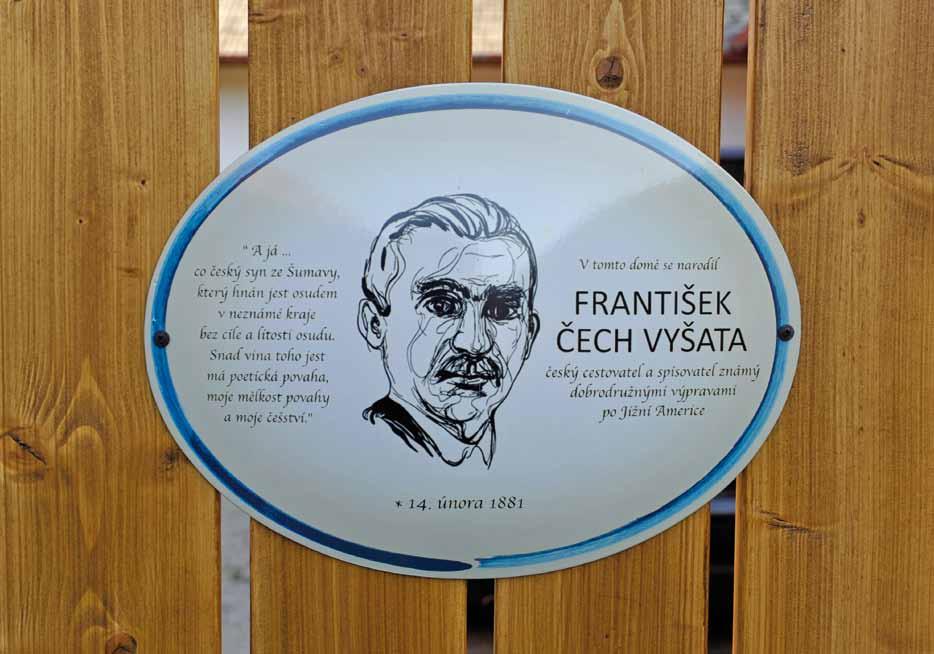 " A já ...
co český syn ze Šumavy,
který hnán jest osudem
v neznámé kraje
bez cíle a lítosti osudu.
Snad vina toho jest
má poetická povaha,
moje mělkost povahy
a moje češství."
V tomto domě se narodil
FRANTIŠEK
ČECH VYŠATA
český cestovatel a spisovatel známý
dobrodružnými výpravami
po Jižní Americe
* 14. února 1881